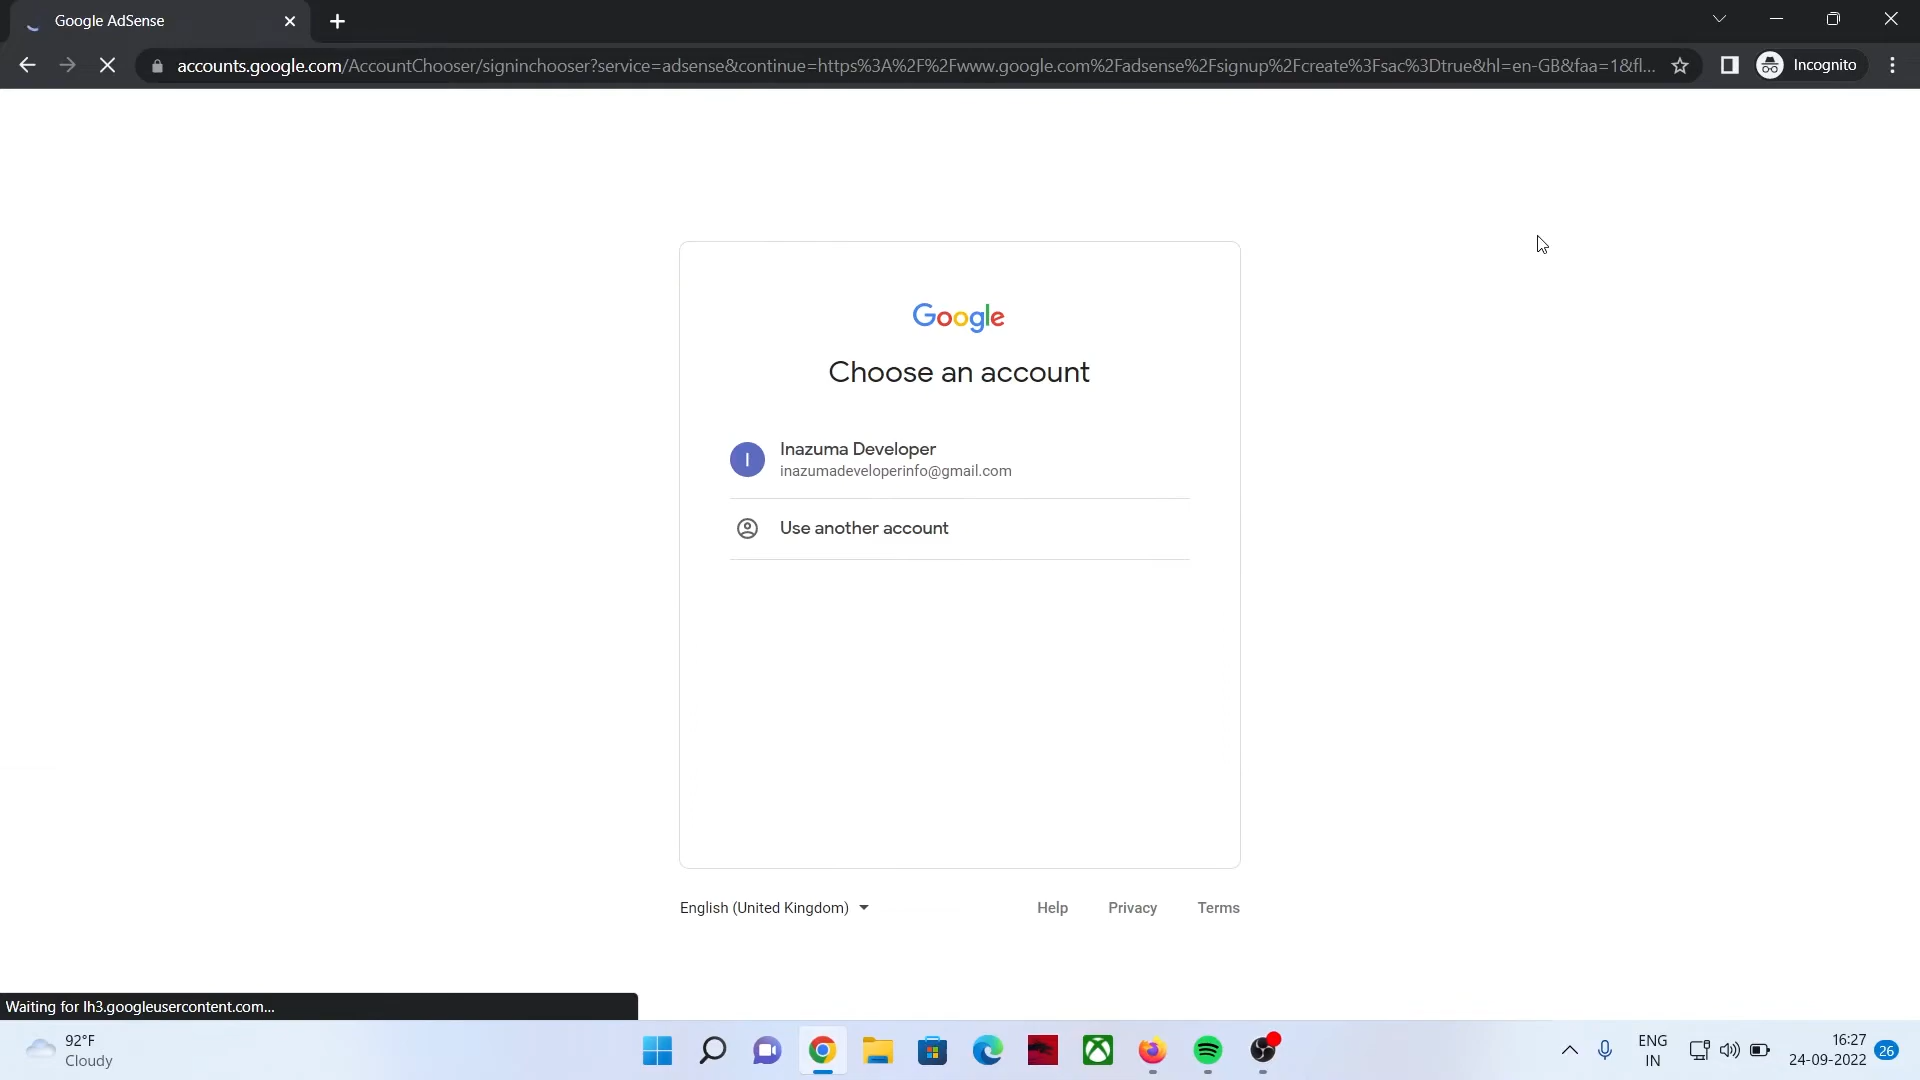 Google AdSense
accounts.google.com/AccountChooser/signinchooser?service=adsense&continue=https%3A%2F%2Fwww.google.com%2Fadsense%2Fsignup%2Fcreate%3Fsac%3Dtrue&hl=en-GB&faa=1&fl...
Incognito
Google
Choose an account
I
Inazuma Developer
inazumadeveloperinfo@gmail.com
Use another account
English (United Kingdom)
Help
Privacy
Terms
Waiting for lh3.googleusercontent.com...
92°F
Cloudy
ENG
IN
16:27
24-09-2022
26